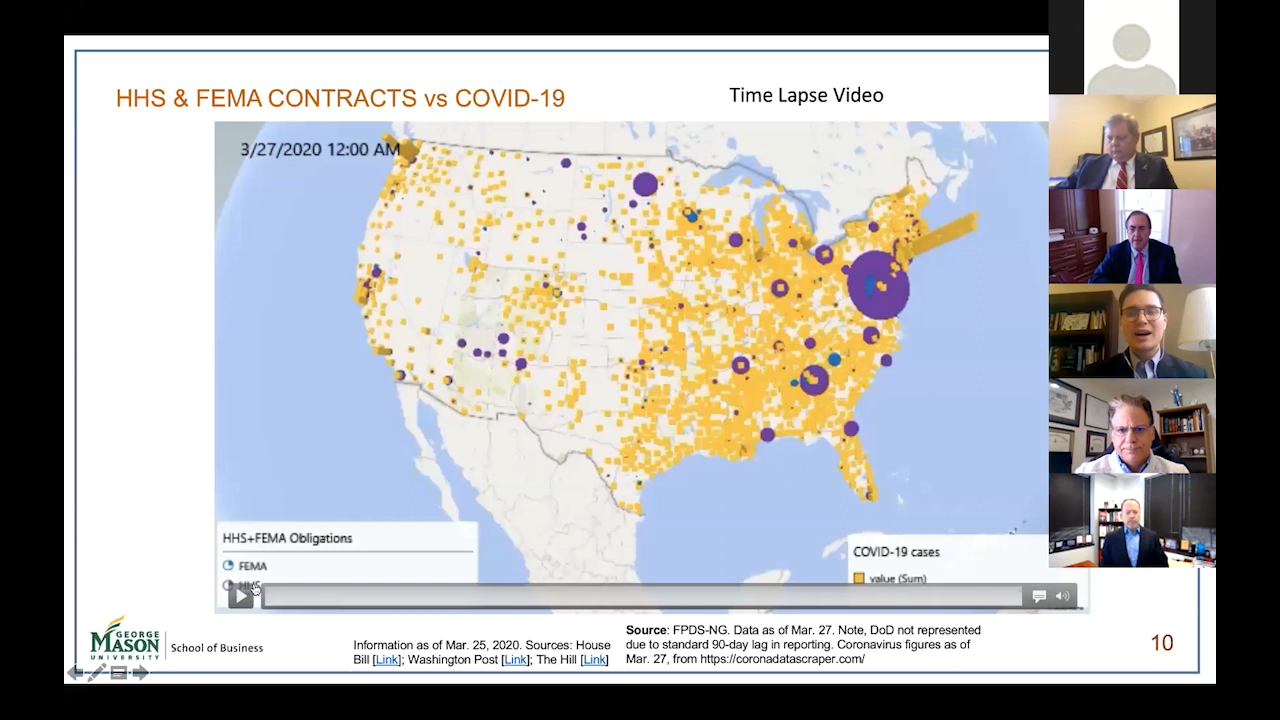 HHS & FEMA CONTRACTS vs COVID-19
Time Lapse Video
3/27/2020 12:00 AM
HHS+FEMA Obligations
FEMA
HHS
COVID-19 cases
value (Sum)
GEORGE
MASON
UNIVERSITY
School of Business
Information as of Mar. 25, 2020. Sources: House
Bill [Link]; Washington Post [Link]; The Hill [Link]
Source: FPDS-NG. Data as of Mar. 27. Note, DoD not represented
due to standard 90-day lag in reporting. Coronavirus figures as of
Mar. 27, from https://coronadatascraper.com/
10